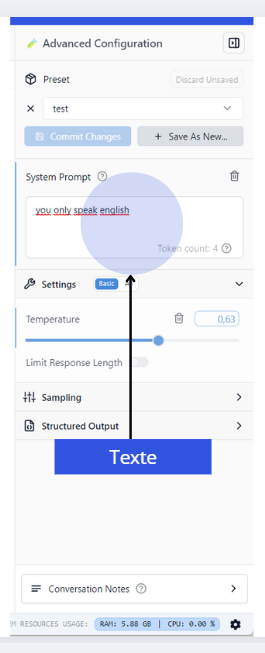 Advanced Configuration
Preset
Discard Unsaved
test
Commit Changes
+ Save As New...
System Prompt
you only speak english
Token count: 4
Settings
Basic
Temperature
0,63
Limit Response Length
Sampling
Structured Output
Texte
Conversation Notes
RESOURCES USAGE: RAM: 5.88 GB | CPU: 0.00 %